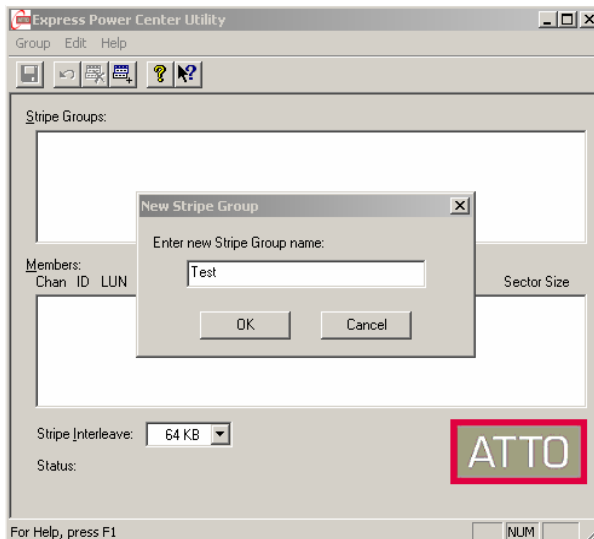 Express Power Center Utility
Group Edit Help
Stripe Groups:
New Stripe Group
Enter new Stripe Group name:
Test
OK Cancel
Members:
Chan ID LUN Sector Size
Stripe Interleave: 64 KB
Status:
ATTO
For Help, press F1 NUM